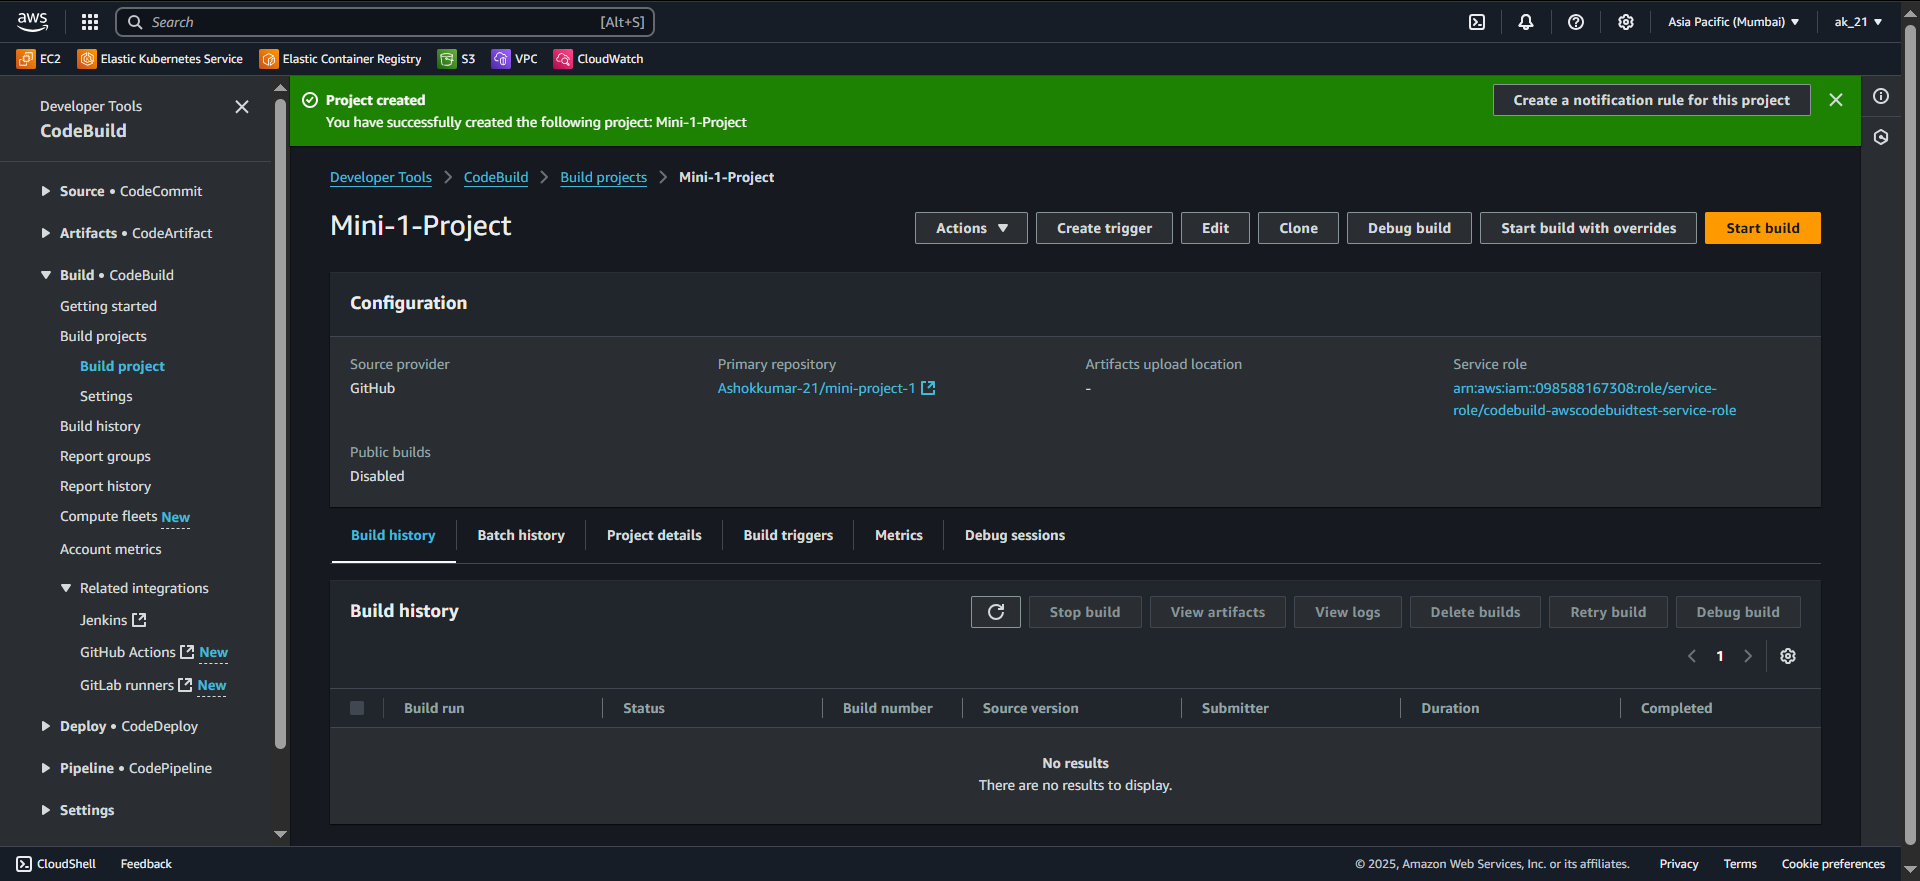 aws
Search [Alt+S]
Asia Pacific (Mumbai) ▼
ak_21 ▼
EC2
Elastic Kubernetes Service
Elastic Container Registry
S3
VPC
CloudWatch
Developer Tools
CodeBuild
Source • CodeCommit
Artifacts • CodeArtifact
Build • CodeBuild
Getting started
Build projects
Build project
Settings
Build history
Report groups
Report history
Compute fleets New
Account metrics
Related integrations
Jenkins
GitHub Actions New
GitLab runners New
Deploy • CodeDeploy
Pipeline • CodePipeline
Settings
Project created
You have successfully created the following project: Mini-1-Project
Create a notification rule for this project
Developer Tools > CodeBuild > Build projects > Mini-1-Project
Mini-1-Project
Actions ▼
Create trigger
Edit
Clone
Debug build
Start build with overrides
Start build
Configuration
Source provider
GitHub
Primary repository
Ashokkumar-21/mini-project-1
Artifacts upload location
-
Service role
arn:aws:iam::098588167308:role/service-
role/codebuild-awscodebuidtest-service-role
Public builds
Disabled
Build history
Batch history
Project details
Build triggers
Metrics
Debug sessions
Build history
Stop build
View artifacts
View logs
Delete builds
Retry build
Debug build
< 1 >
Build run
Status
Build number
Source version
Submitter
Duration
Completed
No results
There are no results to display.
CloudShell
Feedback
© 2025, Amazon Web Services, Inc. or its affiliates.
Privacy
Terms
Cookie preferences